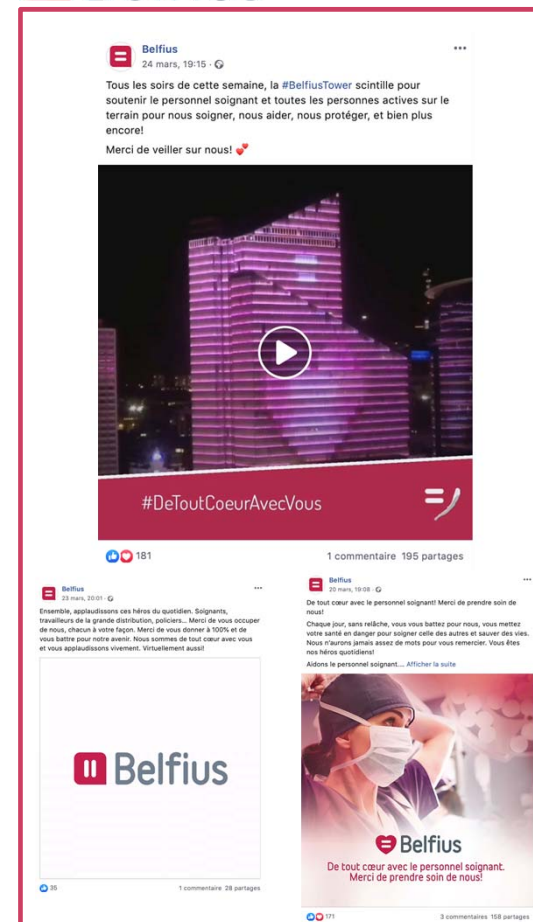 Belfius
24 mars, 19:15 ·
Tous les soirs de cette semaine, la #BelfiusTower scintille pour
soutenir le personnel soignant et toutes les personnes actives sur le
terrain pour nous soigner, nous aider, nous protéger, et bien plus
encore!
Merci de veiller sur nous! 💕
#DeToutCoeurAvecVous
181
1 commentaire 195 partages
Belfius
23 mars, 20:01 ·
Ensemble, applaudissons ces héros du quotidien. Soignants,
travailleurs de la grande distribution, policiers... Merci de vous occuper
de nous, chacun à votre façon. Merci de vous donner à 100% et de
vous battre pour notre avenir. Nous sommes de tout cœur avec vous
et vous applaudissons vivement. Virtuellement aussi!
Belfius
35
1 commentaire 28 partages
Belfius
20 mars, 19:08 ·
De tout cœur avec le personnel soignant! Merci de prendre soin de
nous!
Chaque jour, sans relâche, vous vous battez pour nous, vous mettez
votre santé en danger pour soigner celle des autres et sauver des vies.
Nous n'aurons jamais assez de mots pour vous remercier. Vous êtes
nos héros quotidiens!
Aidons le personnel soignant.... Afficher la suite
Belfius
De tout cœur avec le personnel soignant.
Merci de prendre soin de nous!
171
3 commentaires 158 partages